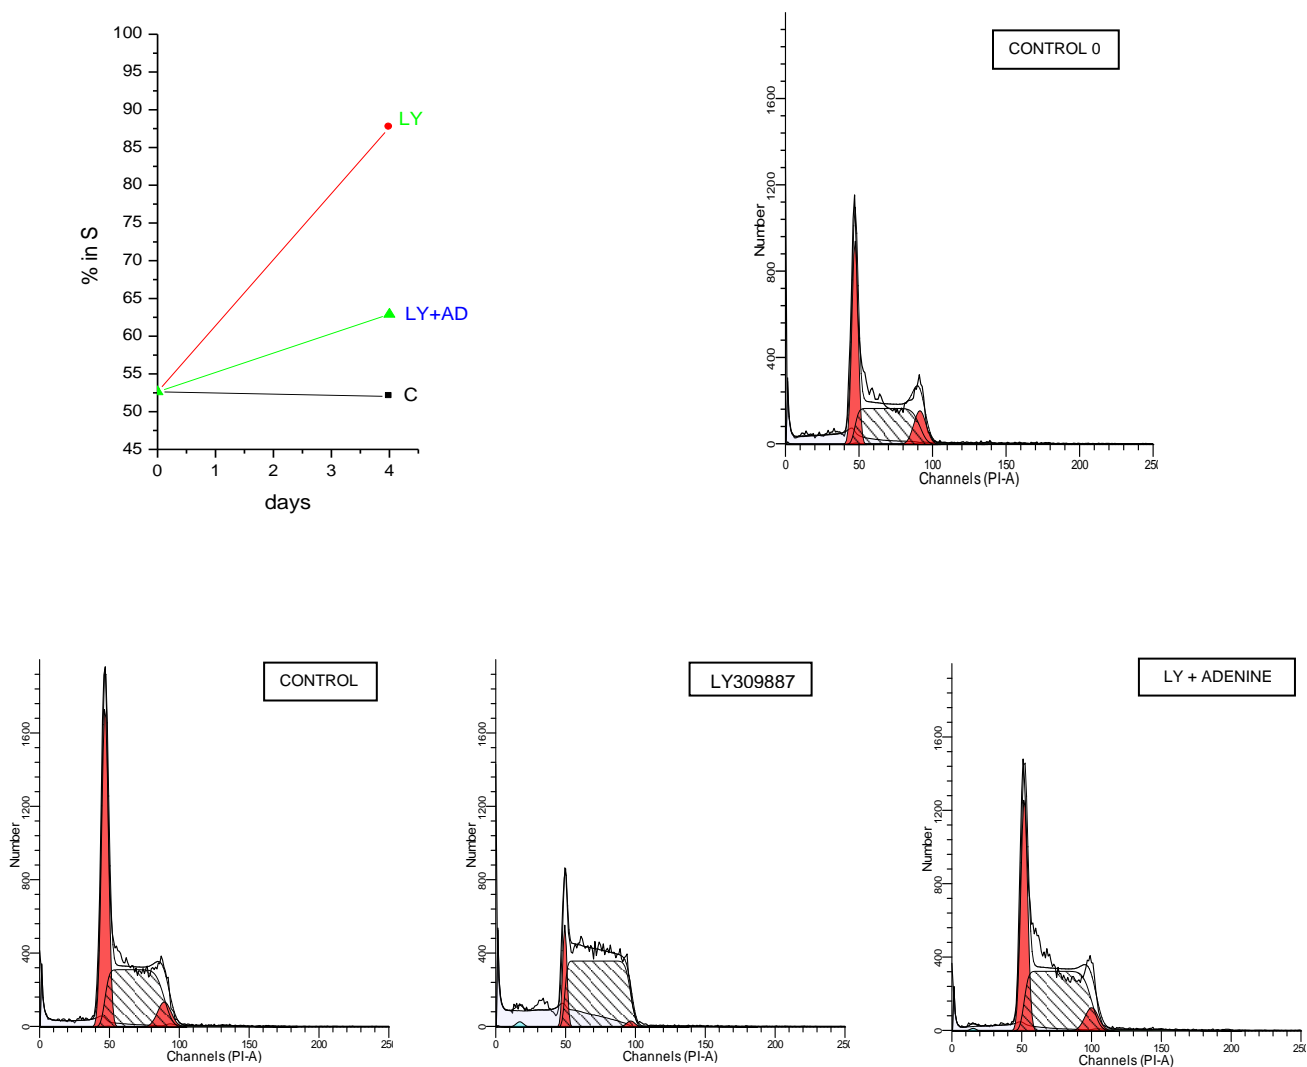 100
95
90
85
80
75
70
65
60
55
50
45
% in S
LY
LY+AD
C
0 1 2 3 4
days
CONTROL 0
Number
1600
1200
800
400
0
0 50 100 150 200 25
Channels (PI-A)
CONTROL
Number
1600
1200
800
400
0
0 50 100 150 200 250
Channels (PI-A)
LY309887
Number
1600
1200
800
400
0
0 50 100 150 200 250
Channels (PI-A)
LY + ADENINE
Number
1600
1200
800
400
0
0 50 100 150 200 250
Channels (PI-A)